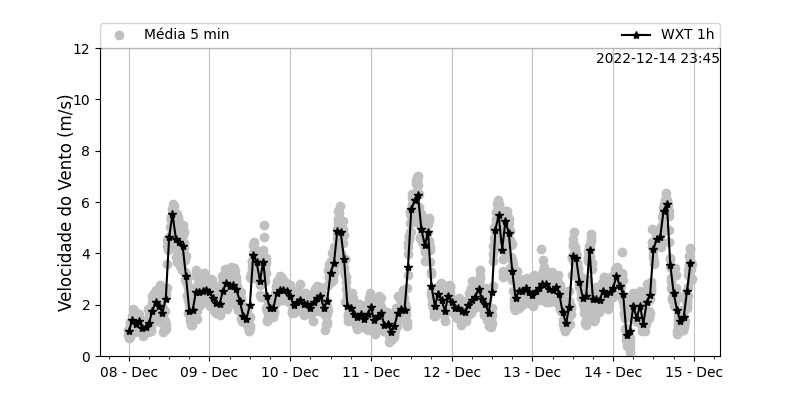 Média 5 min
WXT 1h
2022-12-14 23:45
Velocidade do Vento (m/s)
12
10
8
6
4
2
0
08 - Dec
09 - Dec
10 - Dec
11 - Dec
12 - Dec
13 - Dec
14 - Dec
15 - Dec